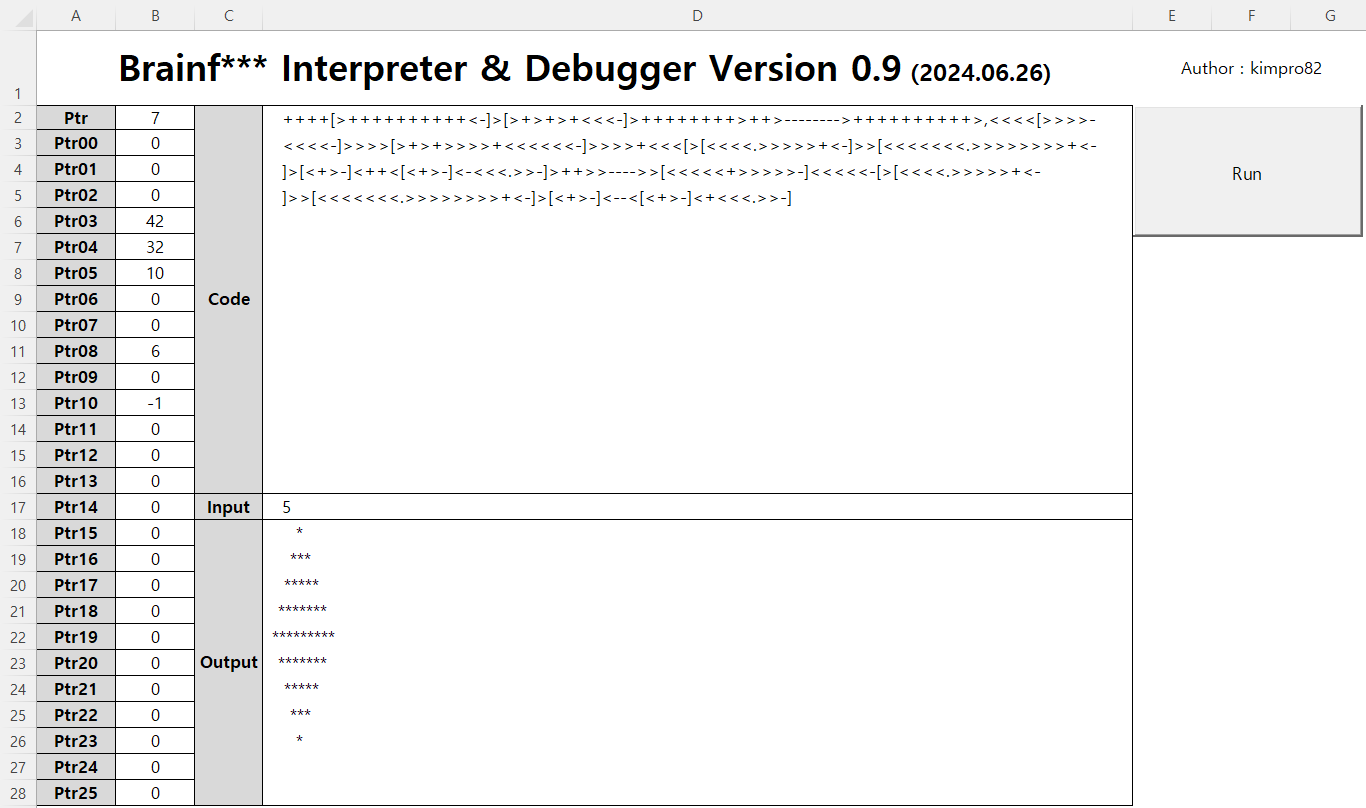 A B C D E F G
1 Brainf*** Interpreter & Debugger Version 0.9 (2024.06.26) Author : kimpro82
2 Ptr 7 ++++[>++++++++++<-]>[>+>+>+<<<-]>++++++++>++>-------->++++++++++>,<<<<[>>>>-
3 Ptr00 0 <<<<-]>>>>[>+>+>>>>+<<<<<<-]>>>>+<<<[>[<<<<.>>>>>+<-]>>[<<<<<<<.>>>>>>>>+<-
4 Ptr01 0 ]>[<+>-]<++<[<+>-]<-<<<.>>-]>++>>---->>[<<<<<+>>>>>-]<<<<<-[>[<<<<.>>>>>+<-
5 Ptr02 0 ]>>[<<<<<<<.>>>>>>>>+<-]>[<+>-]<--<[<+>-]<+<<<.>>-]
Run
6 Ptr03 42
7 Ptr04 32
8 Ptr05 10
9 Ptr06 0 Code
10 Ptr07 0
11 Ptr08 6
12 Ptr09 0
13 Ptr10 -1
14 Ptr11 0
15 Ptr12 0
16 Ptr13 0
17 Ptr14 0 Input 5
18 Ptr15 0 *
19 Ptr16 0 ***
20 Ptr17 0 *****
21 Ptr18 0 *******
22 Ptr19 0 *********
23 Ptr20 0 Output *******
24 Ptr21 0 *****
25 Ptr22 0 ***
26 Ptr23 0 *
27 Ptr24 0
28 Ptr25 0